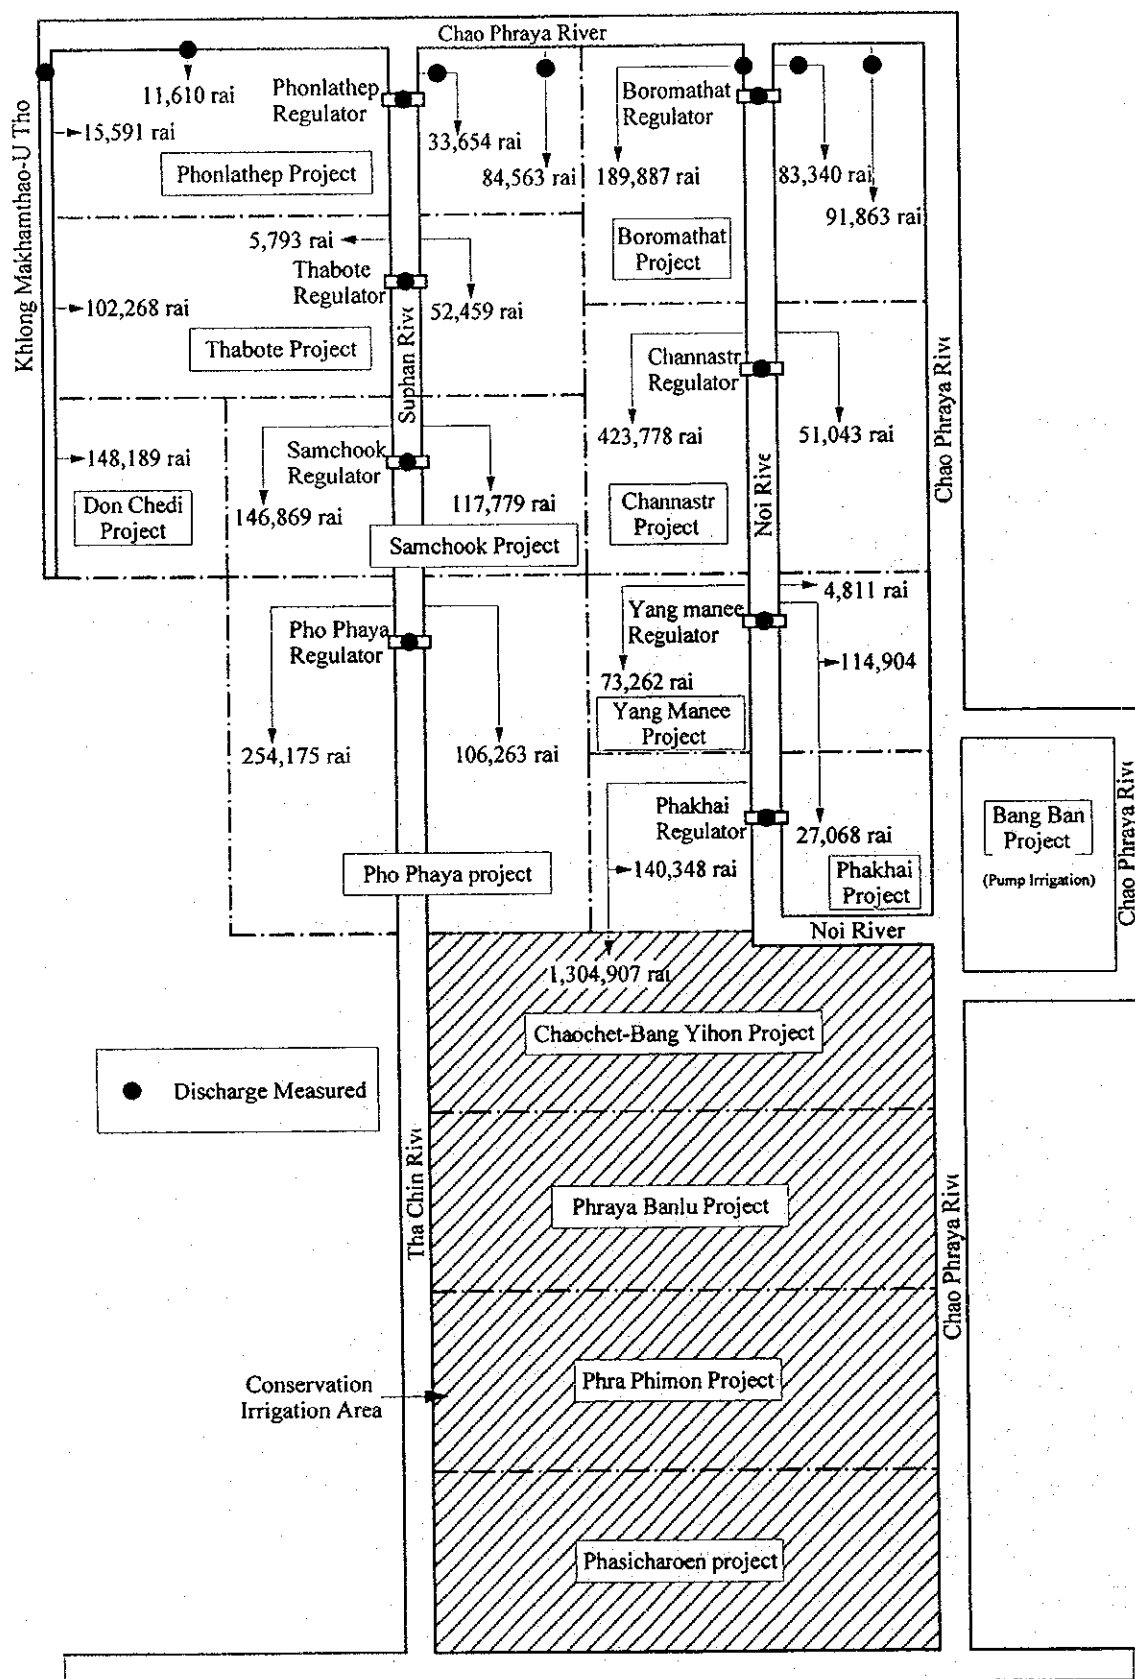 Chao Phraya River
Khlong Makhamthao-U Tho
11,610 rai
15,591 rai
Phonlathep
Regulator
33,654 rai
84,563 rai
Phonlathep Project
Boromathat
Regulator
189,887 rai
83,340 rai
91,863 rai
Boromathat
Project
5,793 rai
Thabote
Regulator
52,459 rai
102,268 rai
Thabote Project
Suphan Rive
Channastr
Regulator
423,778 rai
51,043 rai
Channastr
Project
Noi Rive
Chao Phraya Rive
148,189 rai
Don Chedi
Project
Samchook
Regulator
146,869 rai
117,779 rai
Samchook Project
4,811 rai
Yang manee
Regulator
114,904
73,262 rai
Yang Manee
Project
Pho Phaya
Regulator
254,175 rai
106,263 rai
Pho Phaya project
Phakhai
Regulator
27,068 rai
140,348 rai
Phakhai
Project
Noi River
Bang Ban
Project
(Pump Irrigation)
Chao Phraya Rive
1,304,907 rai
Chaochet-Bang Yihon Project
Discharge Measured
Tha Chin Rive
Phraya Banlu Project
Chao Phraya Rive
Phra Phimon Project
Conservation
Irrigation Area
Phasicharoen project